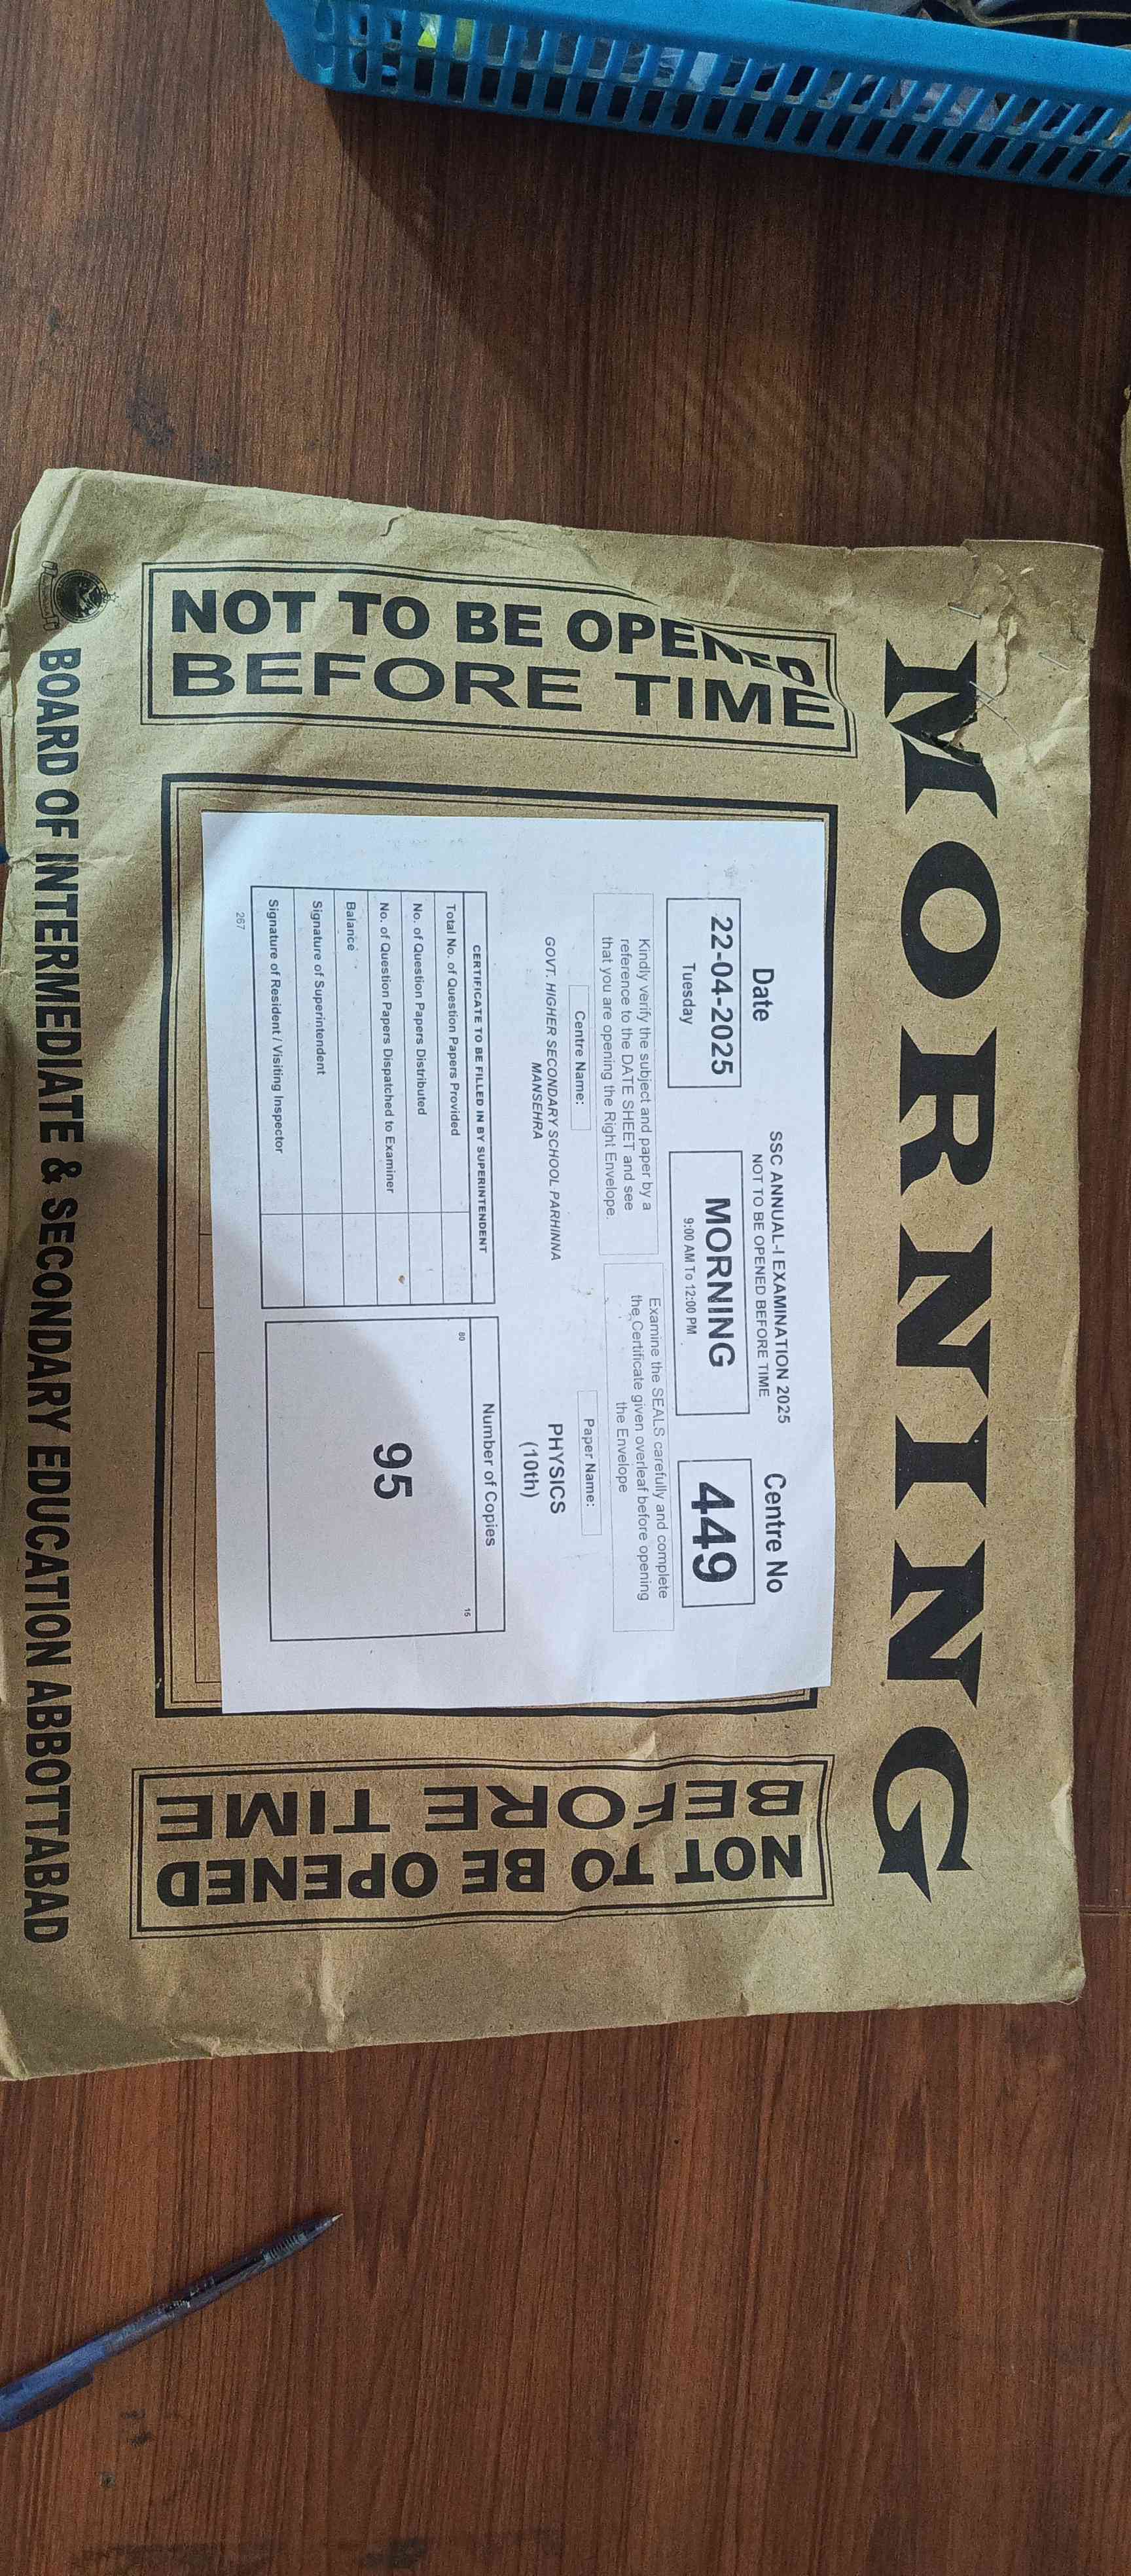 MORNING
NOT TO BE OPENED
BEFORE TIME
SSC ANNUAL-I EXAMINATION 2025
NOT TO BE OPENED BEFORE TIME
Date
22-04-2025
Tuesday
MORNING
9:00 AM To 12:00 PM
Centre No
449
Kindly verify the subject and paper by a
reference to the DATE SHEET and see
that you are opening the Right Envelope.
Examine the SEALS carefully and complete
the Certificate given overleaf before opening
the Envelope
Centre Name:
GOVT. HIGHER SECONDARY SCHOOL PARHINNA
MANSEHRA
Paper Name:
PHYSICS
(10th)
CERTIFICATE TO BE FILLED IN BY SUPERINTENDENT
Total No. of Question Papers Provided
No. of Question Papers Distributed
No. of Question Papers Dispatched to Examiner
Balance
Signature of Superintendent
Signature of Resident / Visiting Inspector
267
Number of Copies
80
15
95
NOT TO BE OPENED
BEFORE TIME
BOARD OF INTERMEDIATE & SECONDARY EDUCATION ABBOTTABAD